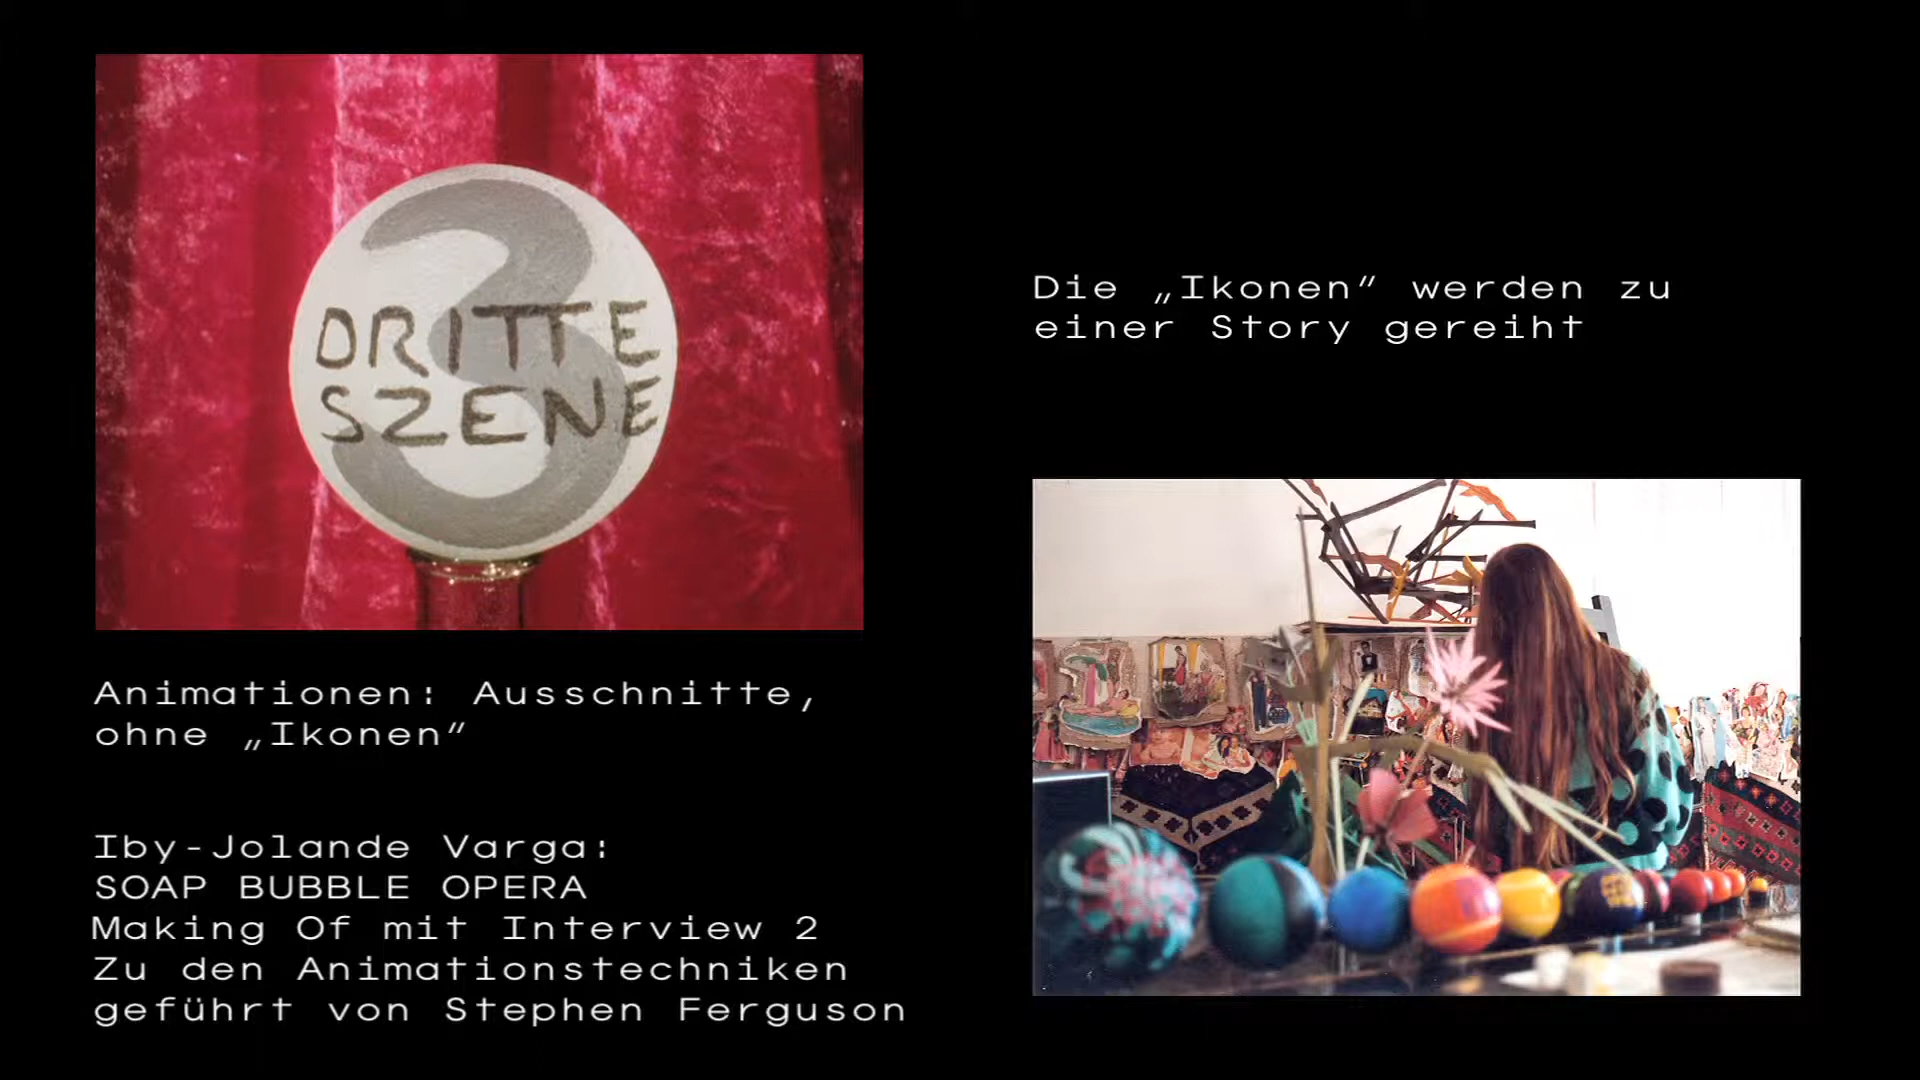 3
DRITTE
SZENE
Animationen: Ausschnitte,
ohne „Ikonen“
Iby-Jolande Varga:
SOAP BUBBLE OPERA
Making Of mit Interview 2
Zu den Animationstechniken
geführt von Stephen Ferguson
Die „Ikonen“ werden zu
einer Story gereiht